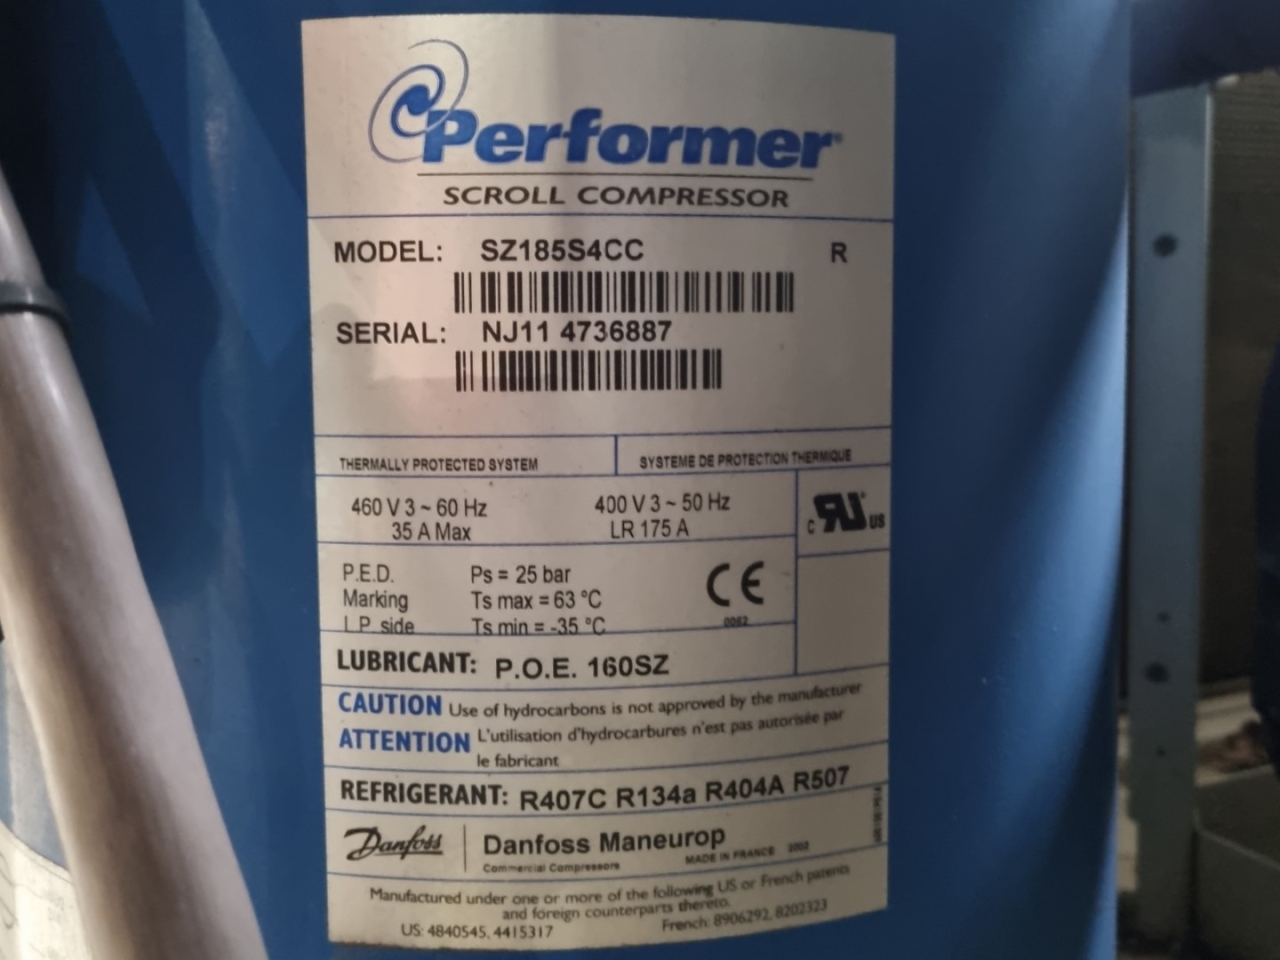 Performer
SCROLL COMPRESSOR
MODEL: SZ185S4CC R
SERIAL: NJ11 4736887
THERMALLY PROTECTED SYSTEM SYSTEME DE PROTECTION THERMIQUE
460 V 3 ~ 60 Hz 400 V 3 ~ 50 Hz
35 A Max LR 175 A
c RU US
P.E.D. Ps = 25 bar
Marking Ts max = 63 °C
L.P. side Ts min = -35 °C
CE
0062
LUBRICANT: P.O.E. 160SZ
CAUTION Use of hydrocarbons is not approved by the manufacturer
ATTENTION L'utilisation d'hydrocarbures n'est pas autorisée par
le fabricant
REFRIGERANT: R407C R134a R404A R507
Danfoss Danfoss Maneurop
Commercial Compressors MADE IN FRANCE 2002
Manufactured under one or more of the following US or French patents
and foreign counterparts thereto.
US: 4840545, 4415317 French: 8906292, 8202323